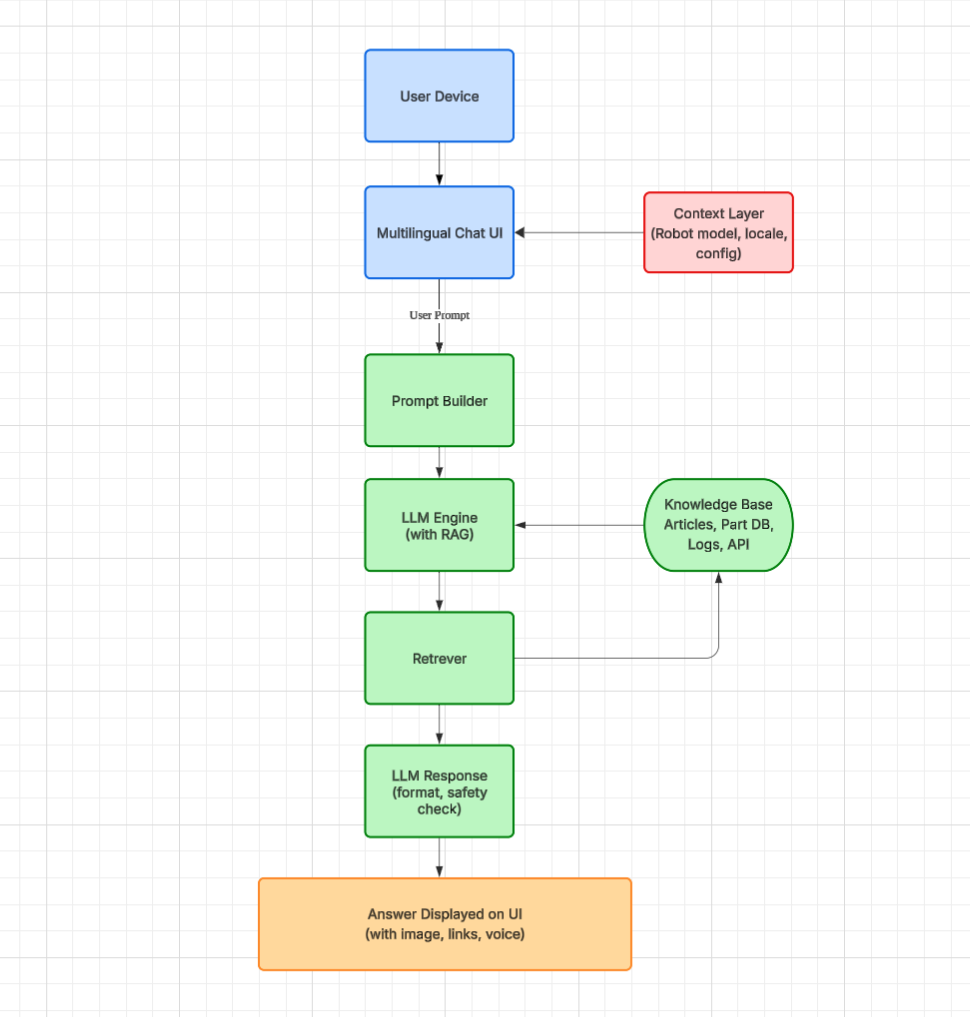 User Device
Multilingual Chat UI
Context Layer
(Robot model, locale,
config)
User Prompt
Prompt Builder
LLM Engine
(with RAG)
Knowledge Base
Articles, Part DB,
Logs, API
Retrever
LLM Response
(format, safety
check)
Answer Displayed on UI
(with image, links, voice)